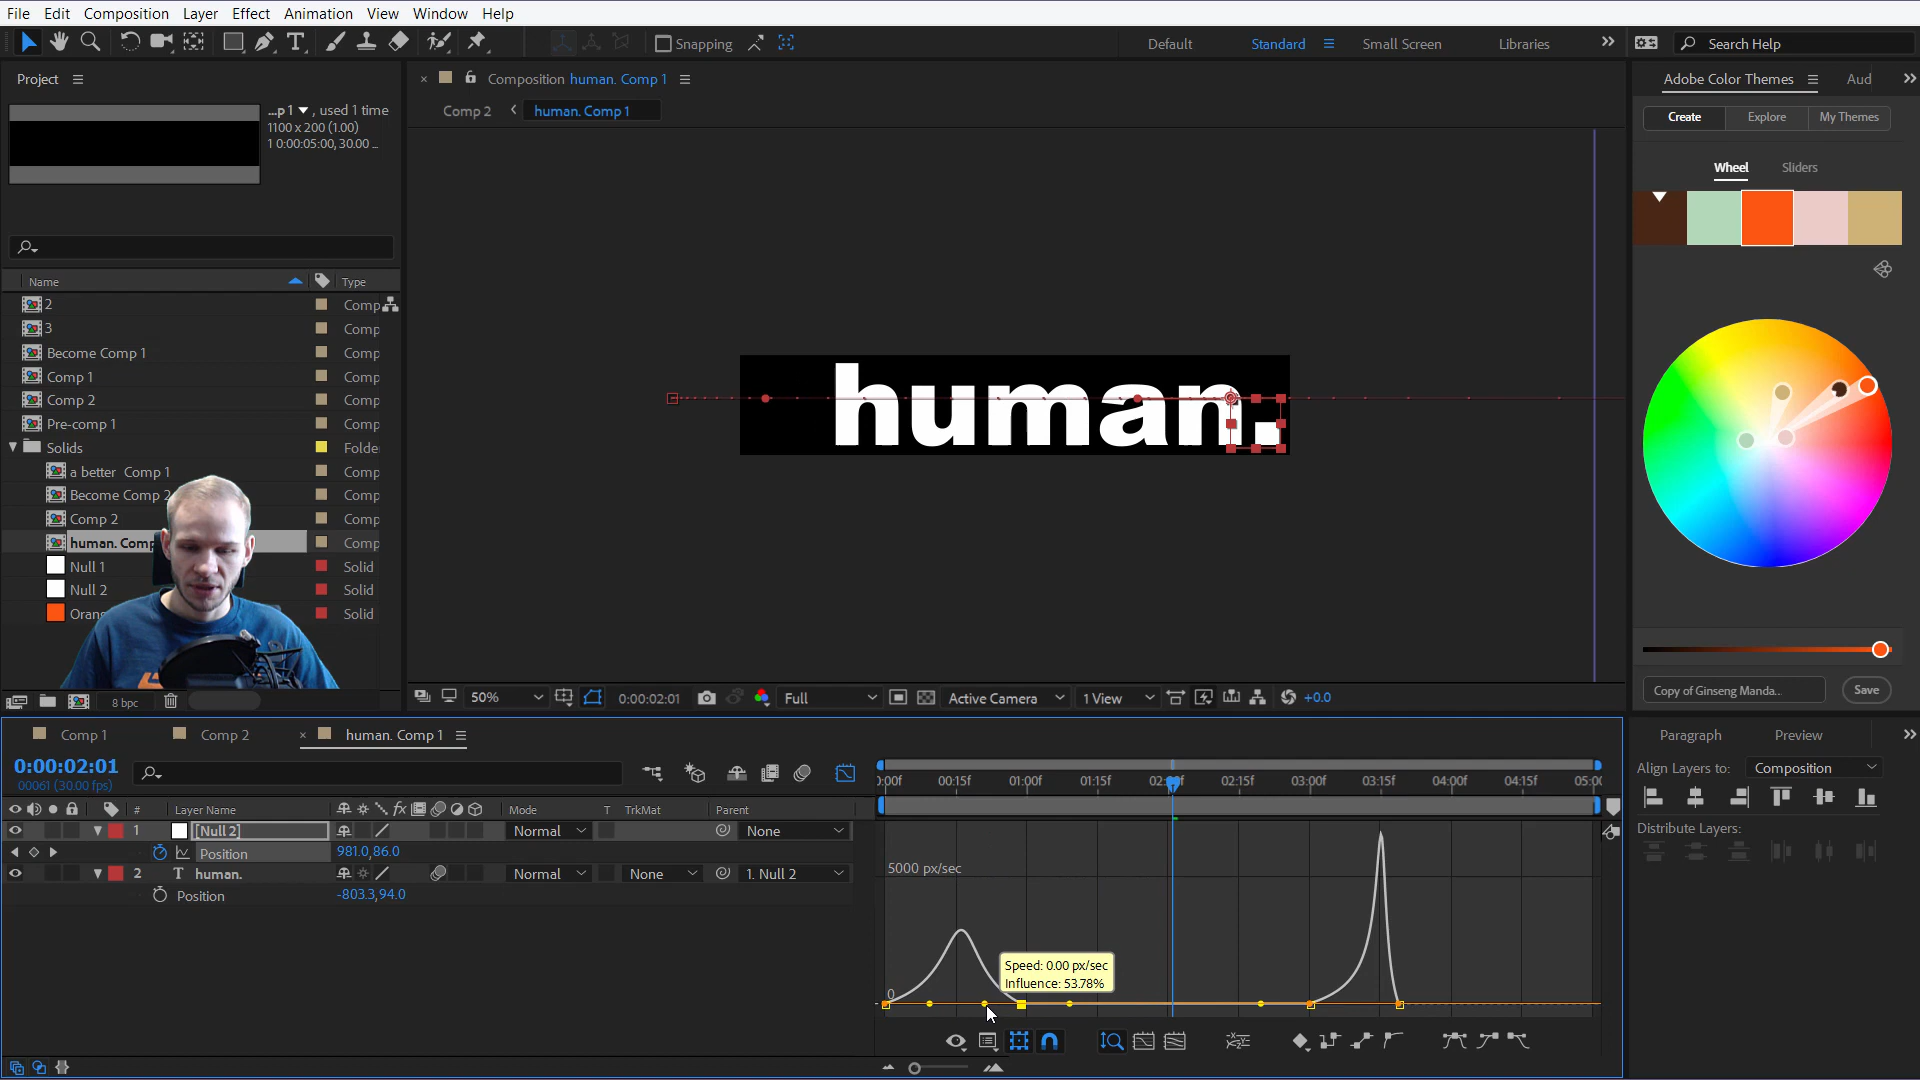 File Edit Composition Layer Effect Animation View Window Help
T Snapping Default Standard Small Screen Libraries Search Help
Project
...p 1 , used 1 time
1100 x 200 (1.00)
1 0:00:05:00, 30.00 ...
Composition human. Comp 1
Comp 2 human. Comp 1
Name Type
2 Comp
3 Comp
Become Comp 1 Comp
Comp 1 Comp
Comp 2 Comp
Pre-comp 1 Comp
Solids Folde
a better Comp 1 Comp
Become Comp 2 Comp
Comp 2 Comp
human. Comp Comp
Null 1 Solid
Null 2 Solid
Orang Solid
8 bpc
human.
50% 0:00:02:01 Full Active Camera 1 View +0.0
Adobe Color Themes Aud
Create Explore My Themes
Wheel Sliders
Copy of Ginseng Manda... Save
Comp 1 Comp 2 human. Comp 1
0:00:02:01
00061 (30.00 fps)
# Layer Name fx Mode T TrkMat Parent
1 [Null 2] Normal None
Position 981.0,86.0
2 T human. Normal None 1. Null 2
Position -803.3,94.0
):00f 00:15f 01:00f 01:15f 02:15f 03:00f 03:15f 04:00f 04:15f 05:00
5000 px/sec
0
Speed: 0.00 px/sec
Influence: 53.78%
Paragraph Preview
Align Layers to: Composition
Distribute Layers: